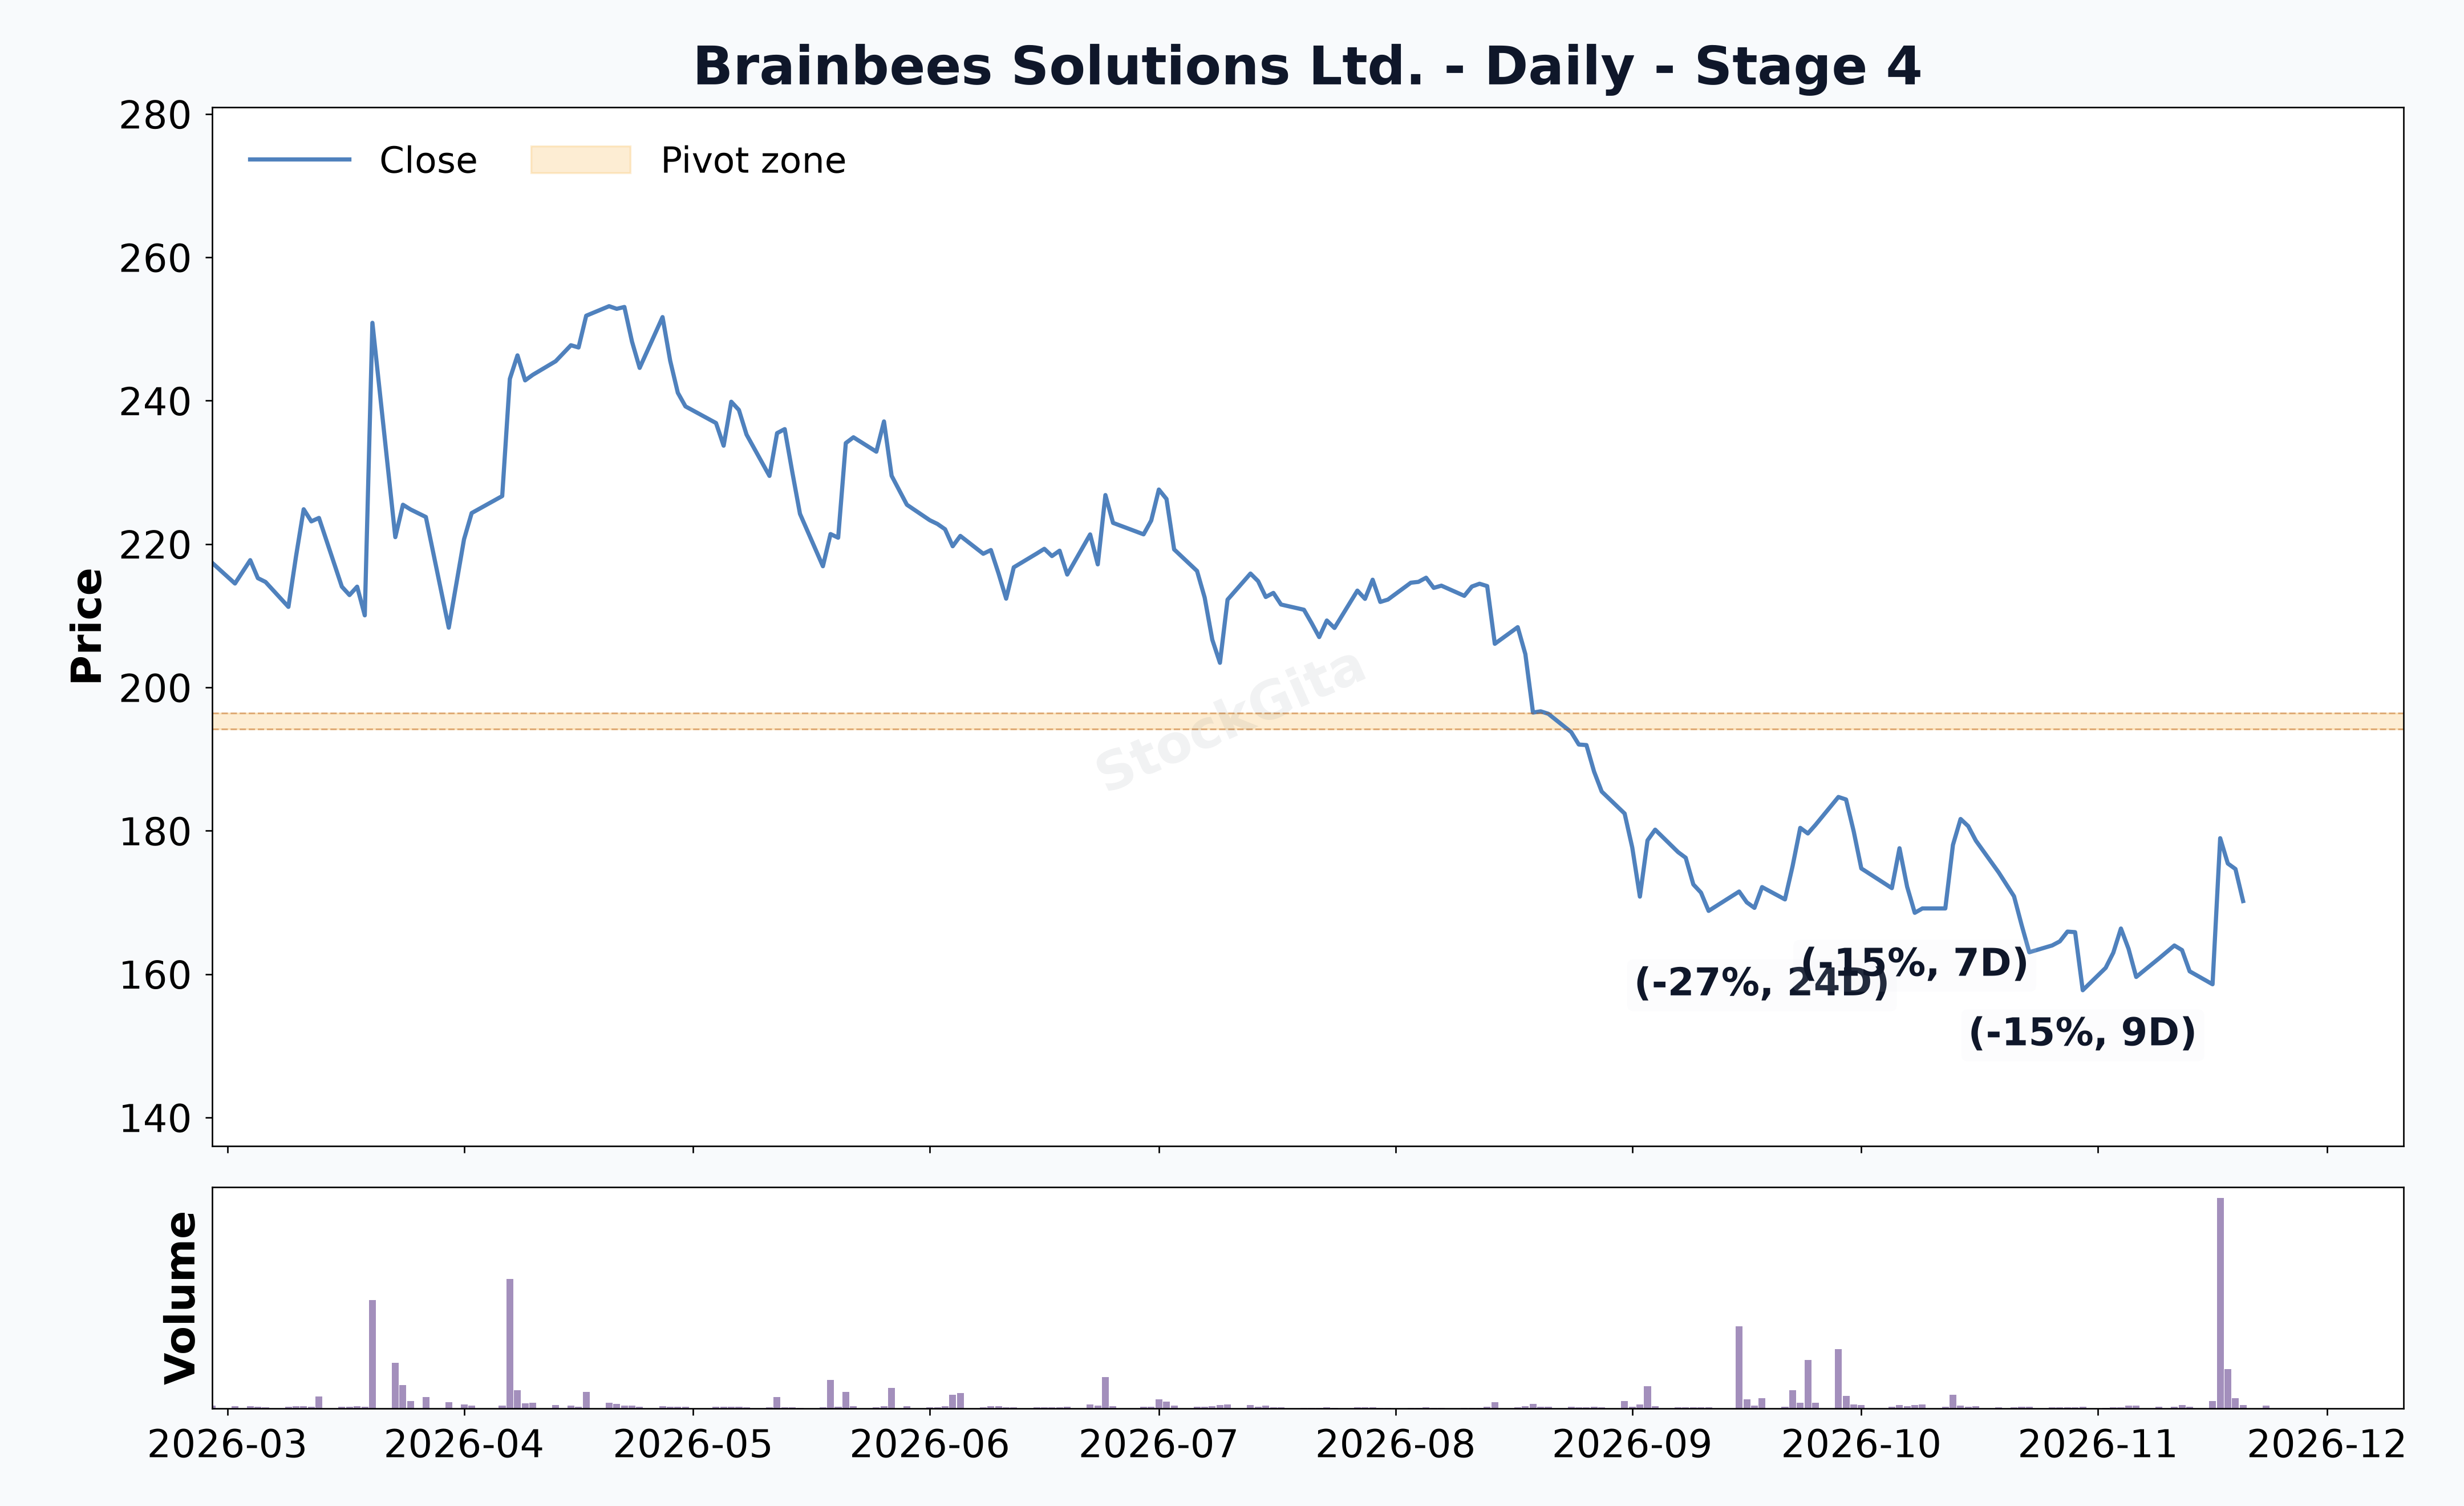 Brainbees Solutions Ltd. - Daily - Stage 4
Close
Pivot zone
Price
280
260
240
220
200
180
160
140
StockGita
(-27%, 24D)
(-15%, 7D)
(-15%, 9D)
Volume
2026-03
2026-04
2026-05
2026-06
2026-07
2026-08
2026-09
2026-10
2026-11
2026-12